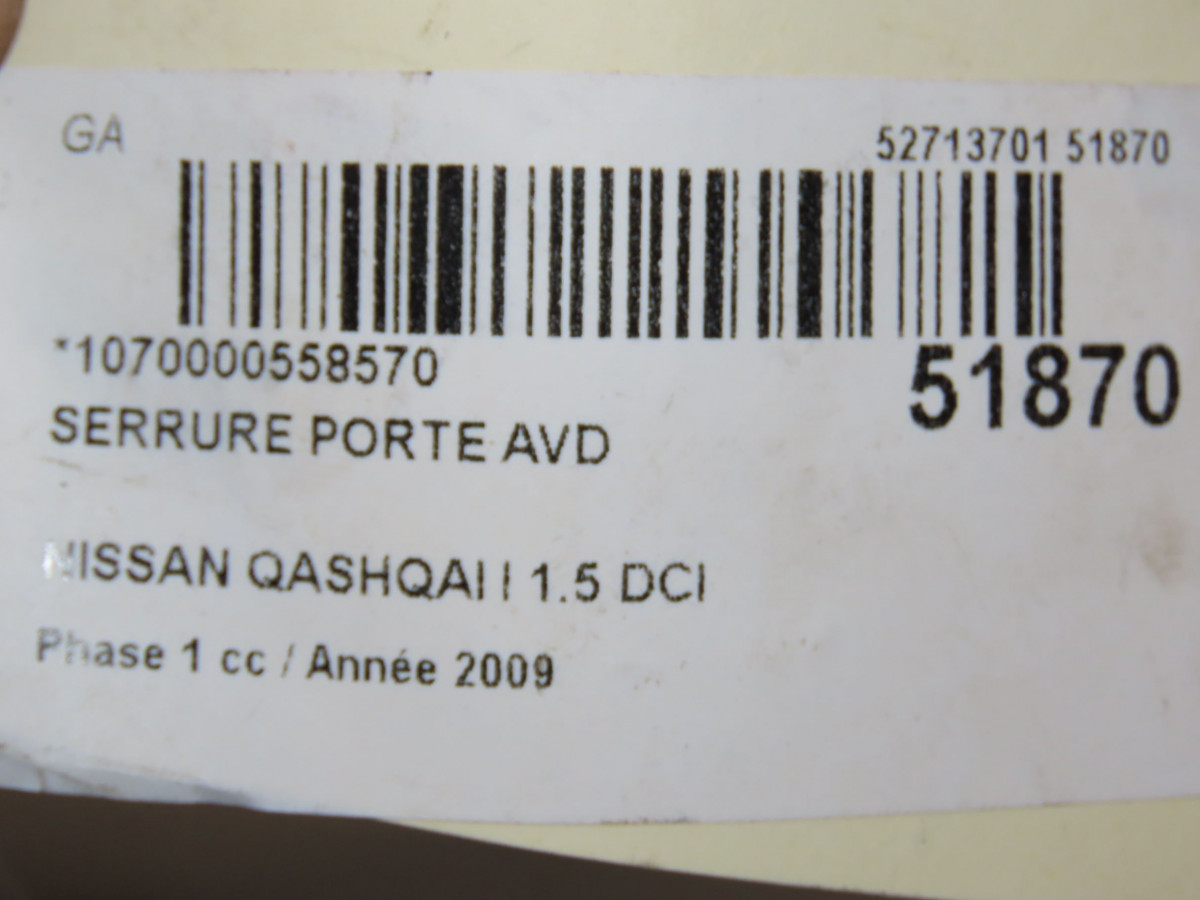 GA
52713701 51870
*1070000558570
51870
SERRURE PORTE AVD
NISSAN QASHQAI I 1.5 DCI
Phase 1 cc / Année 2009